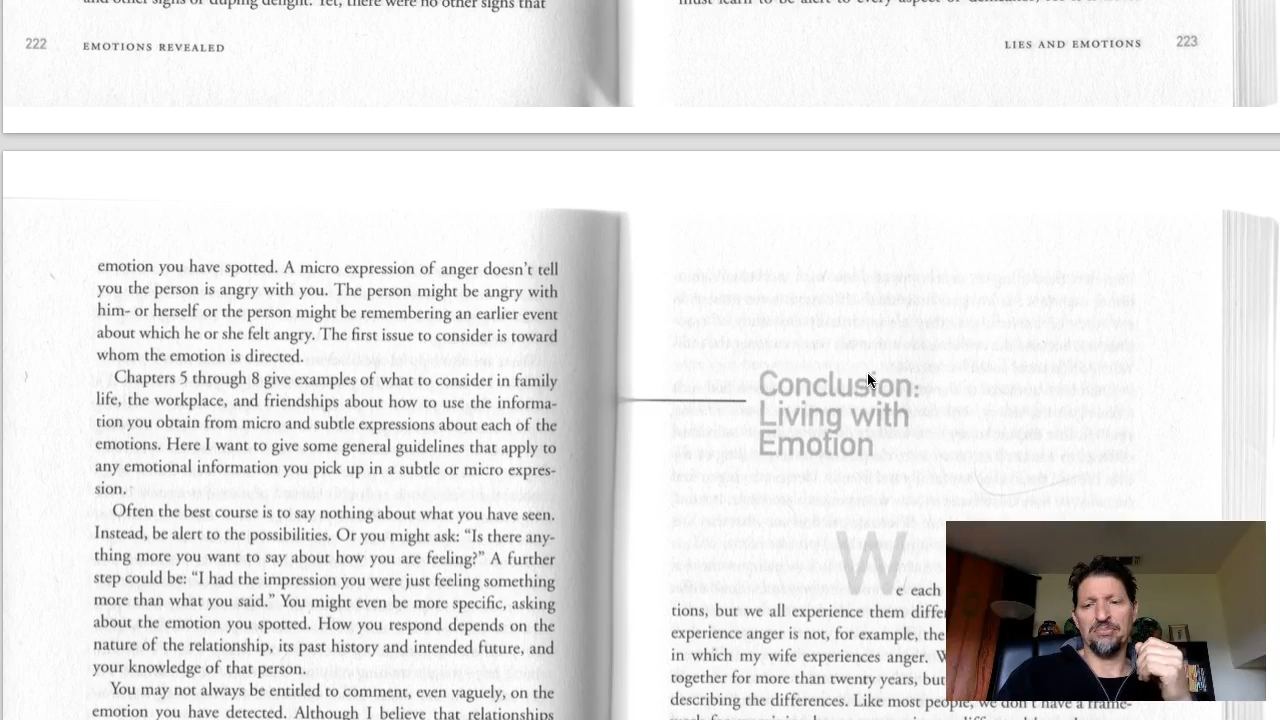 and other signs of duping delight. Yet, there were no other signs that
222 EMOTIONS REVEALED
must learn to be alert to every aspect of
LIES AND EMOTIONS 223
emotion you have spotted. A micro expression of anger doesn't tell
you the person is angry with you. The person might be angry with
him- or herself or the person might be remembering an earlier event
about which he or she felt angry. The first issue to consider is toward
whom the emotion is directed.
Chapters 5 through 8 give examples of what to consider in family
life, the workplace, and friendships about how to use the informa-
tion you obtain from micro and subtle expressions about each of the
emotions. Here I want to give some general guidelines that apply to
any emotional information you pick up in a subtle or micro expres-
sion.
Often the best course is to say nothing about what you have seen.
Instead, be alert to the possibilities. Or you might ask: "Is there any-
thing more you want to say about how you are feeling?" A further
step could be: "I had the impression you were just feeling something
more than what you said." You might even be more specific, asking
about the emotion you spotted. How you respond depends on the
nature of the relationship, its past history and intended future, and
your knowledge of that person.
You may not always be entitled to comment, even vaguely, on the
emotion you have detected. Although I believe that relationships
Conclusion:
Living with
Emotion
We each
tions, but we all experience them
experience anger is not, for example, the
in which my wife experiences anger.
together for more than twenty years, but
describing the differences. Like most people, we don't have a frame-